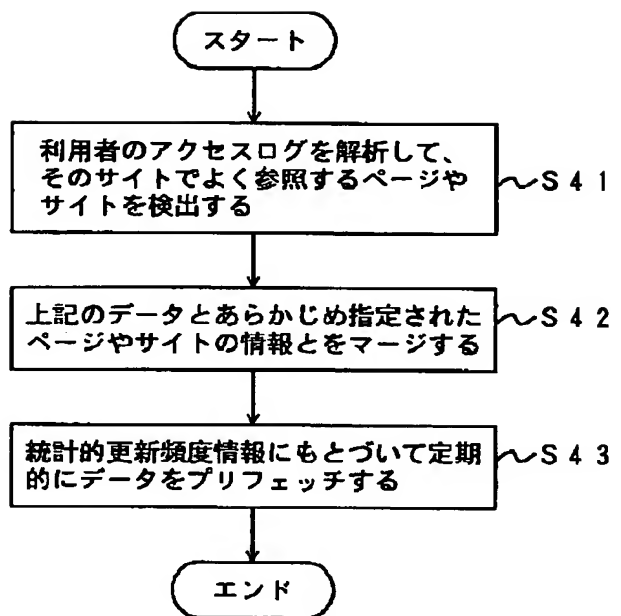 スタート
利用者のアクセスログを解析して、
そのサイトでよく参照するページや
サイトを検出する
S41
上記のデータとあらかじめ指定された
ページやサイトの情報とをマージする
S42
統計的更新頻度情報にもとづいて定期
的にデータをプリフェッチする
S43
エンド